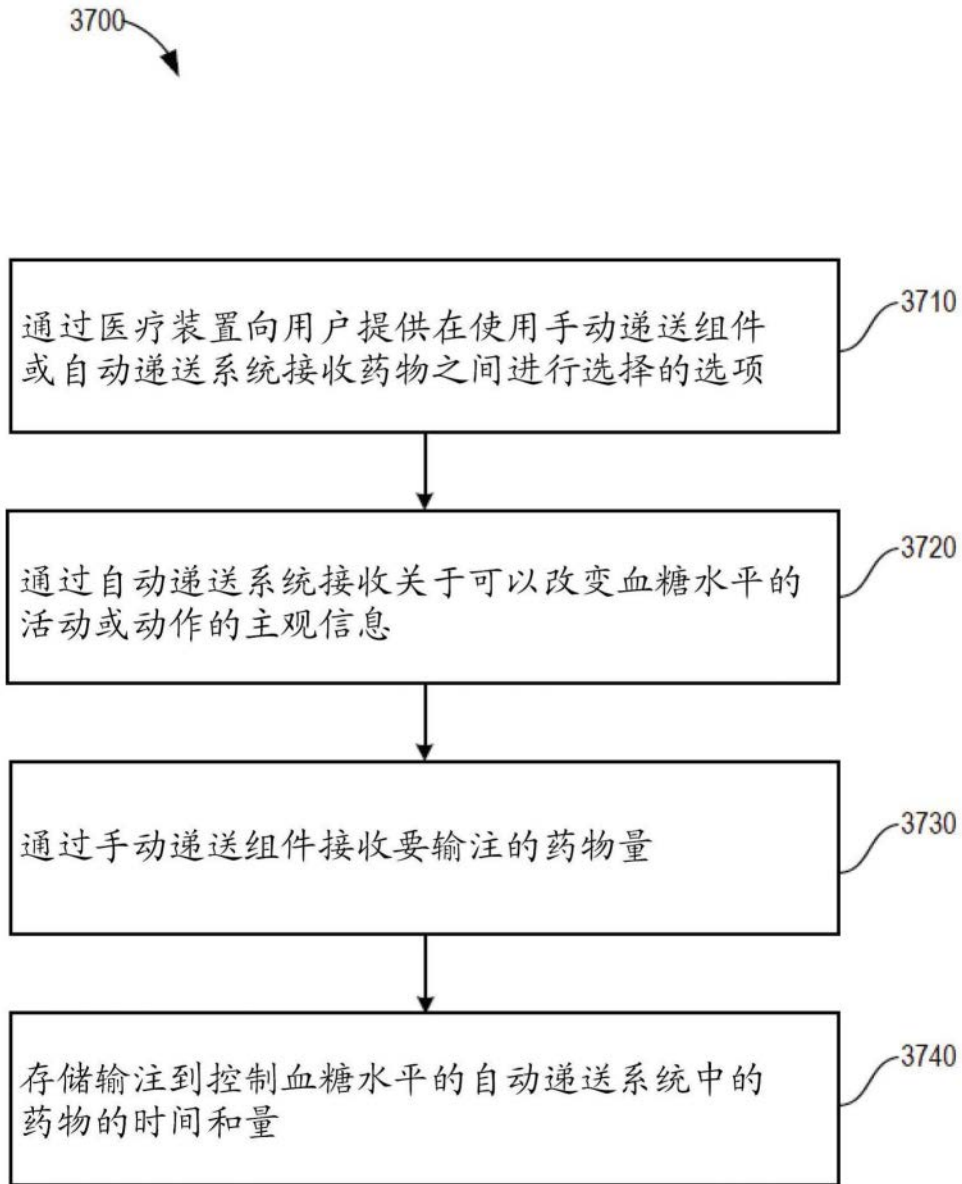 3700
通过医疗装置向用户提供在使用手动递送组件
或自动递送系统接收药物之间进行选择的选项
3710
通过自动递送系统接收关于可以改变血糖水平的
活动或动作的主观信息
3720
通过手动递送组件接收要输注的药物量
3730
存储输注到控制血糖水平的自动递送系统中的
药物的时间和量
3740